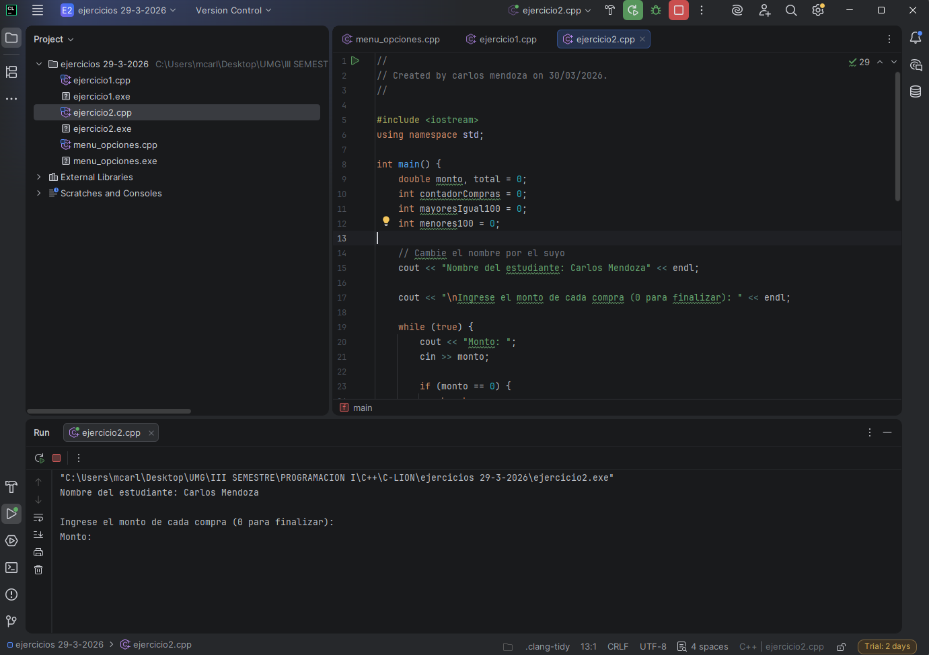 CL
E2 ejercicios 29-3-2026 Version Control ejercicio2.cpp
Project
ejercicios 29-3-2026 C:\Users\mcarl\Desktop\UMG\III SEMEST
ejercicio1.cpp
ejercicio1.exe
ejercicio2.cpp
ejercicio2.exe
menu_opciones.cpp
menu_opciones.exe
External Libraries
Scratches and Consoles
menu_opciones.cpp ejercicio1.cpp ejercicio2.cpp
29
1 //
2 // Created by carlos mendoza on 30/03/2026.
3 //
4
5 #include <iostream>
6 using namespace std;
7
8 int main() {
9 double monto, total = 0;
10 int contadorCompras = 0;
11 int mayoresIgual100 = 0;
12 int menores100 = 0;
13
14 // Cambie el nombre por el suyo
15 cout << "Nombre del estudiante: Carlos Mendoza" << endl;
16
17 cout << "\nIngrese el monto de cada compra (0 para finalizar): " << endl;
18
19 while (true) {
20 cout << "Monto: ";
21 cin >> monto;
22
23 if (monto == 0) {
f main
Run ejercicio2.cpp
"C:\Users\mcarl\Desktop\UMG\III SEMESTRE\PROGRAMACION I\C++\C-LION\ejercicios 29-3-2026\ejercicio2.exe"
Nombre del estudiante: Carlos Mendoza
Ingrese el monto de cada compra (0 para finalizar):
Monto:
ejercicios 29-3-2026 > ejercicio2.cpp .clang-tidy 13:1 CRLF UTF-8 4 spaces C++ | ejercicio2.cpp Trial: 2 days